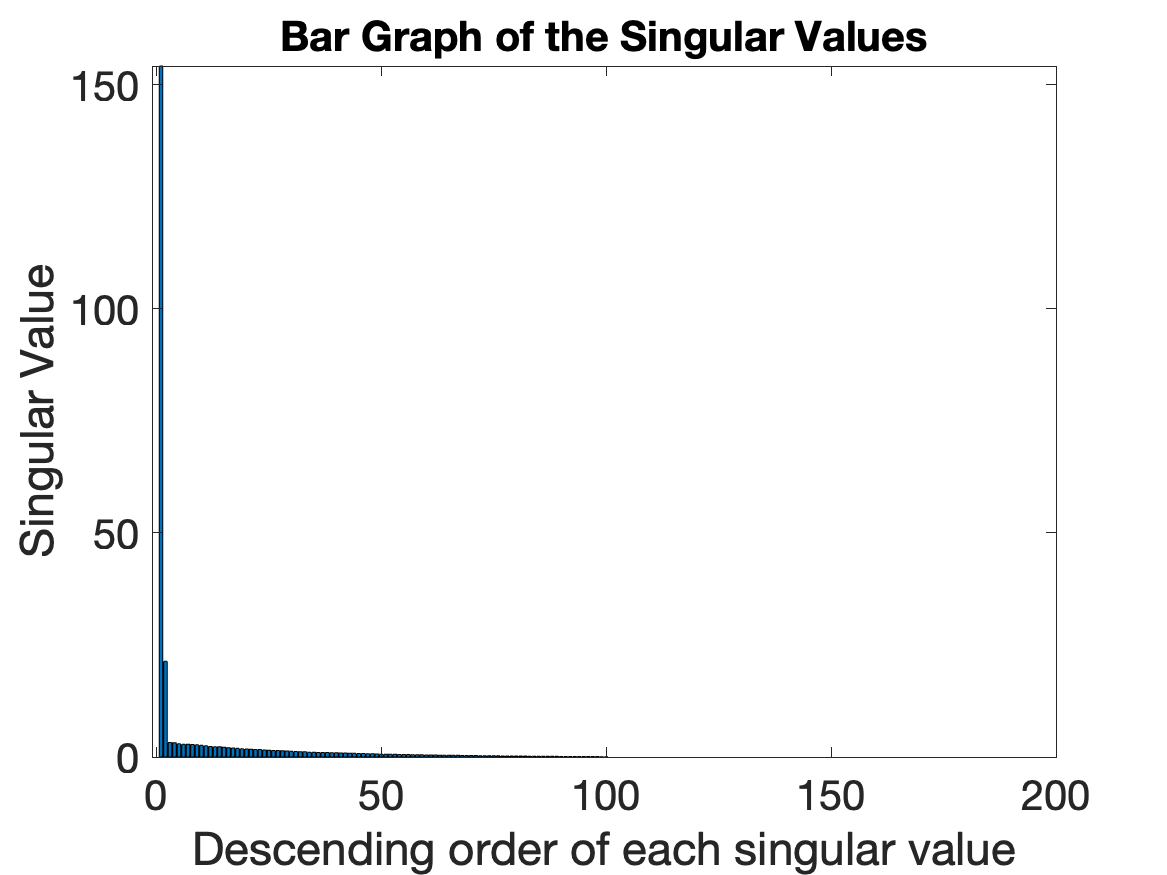 Bar Graph of the Singular Values
150
100
50
0
Singular Value
0 50 100 150 200
Descending order of each singular value